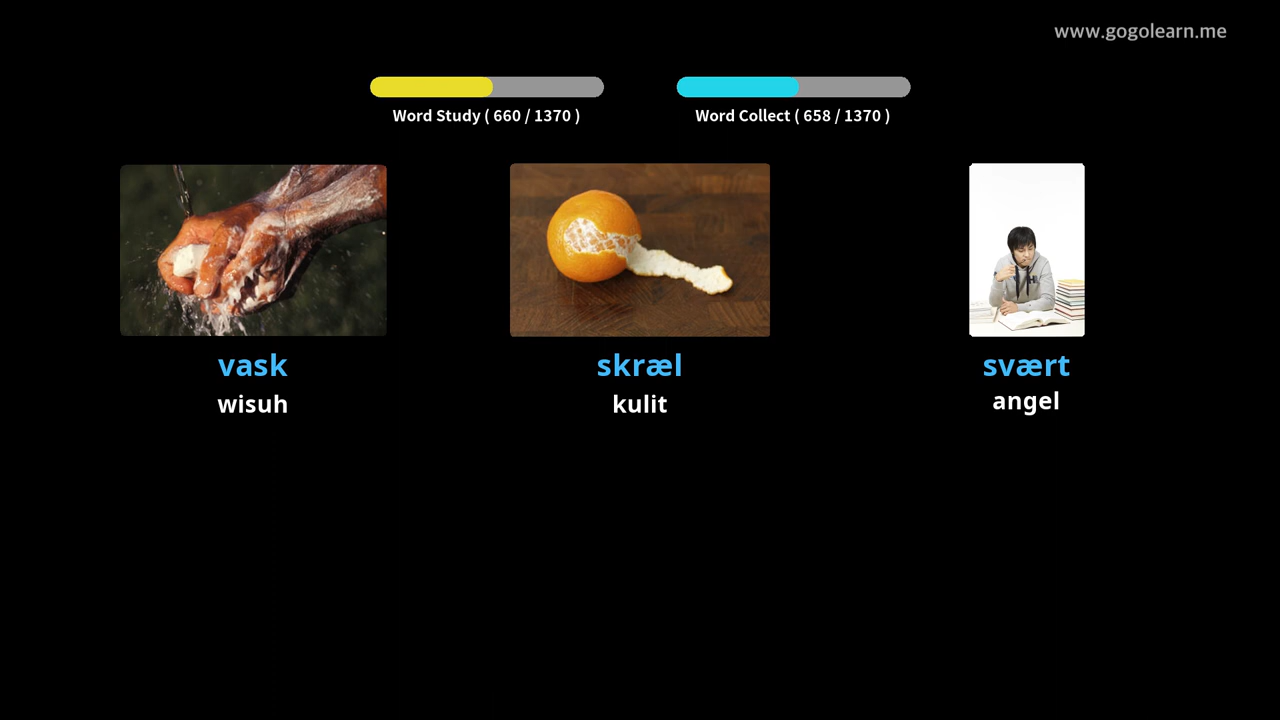 www.gogolearn.me
Word Study ( 660 / 1370 )
Word Collect ( 658 / 1370 )
vask
wisuh
skræl
kulit
svært
angel